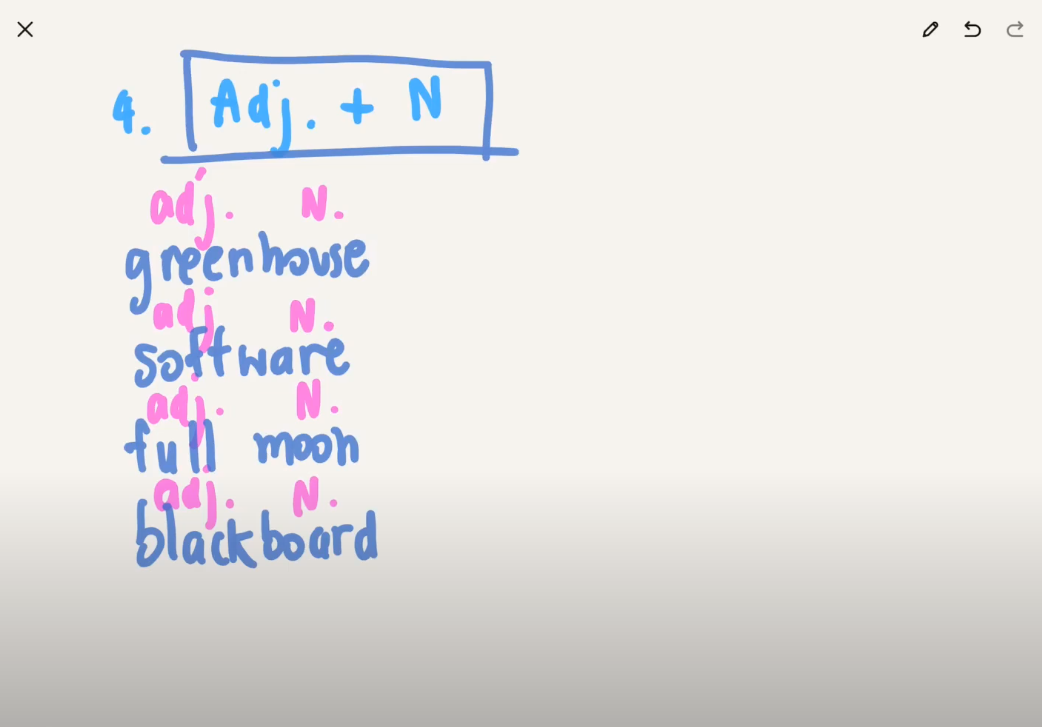 4. Adj. + N
adj. N.
greenhouse
adj N.
software
adj. N.
full moon
adj. N.
blackboard